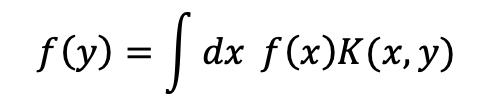 f(y) = ∫ dx f(x)K(x, y)